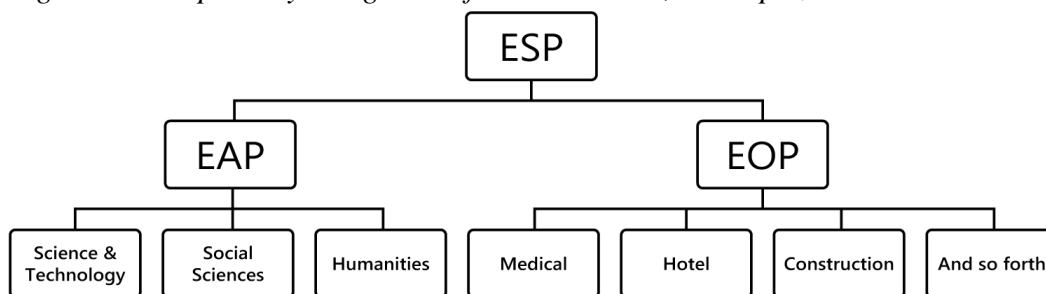 ESP
EAP
EOP
Science &
Technology
Social
Sciences
Humanities
Medical
Hotel
Construction
And so forth